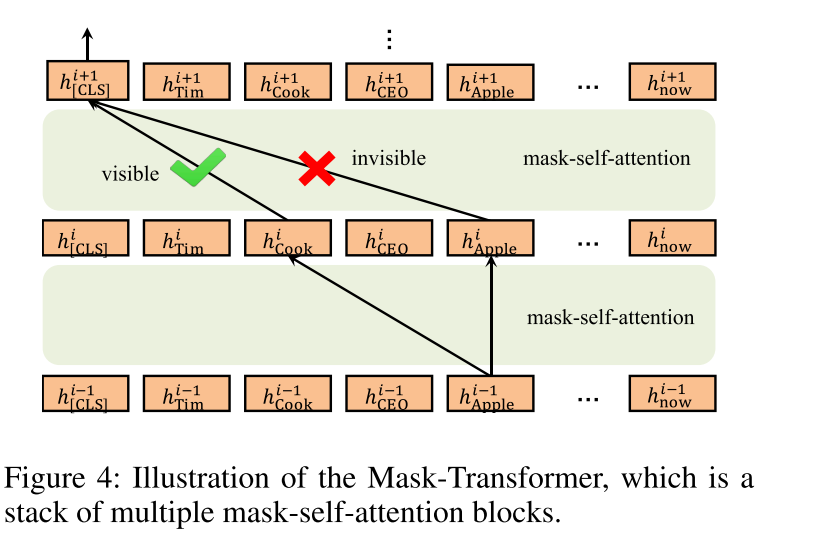 ⋮
h^{i+1}_{[CLS]} h^{i+1}_{Tim} h^{i+1}_{Cook} h^{i+1}_{CEO} h^{i+1}_{Apple} ... h^{i+1}_{now}
visible invisible mask-self-attention
h^{i}_{[CLS]} h^{i}_{Tim} h^{i}_{Cook} h^{i}_{CEO} h^{i}_{Apple} ... h^{i}_{now}
mask-self-attention
h^{i-1}_{[CLS]} h^{i-1}_{Tim} h^{i-1}_{Cook} h^{i-1}_{CEO} h^{i-1}_{Apple} ... h^{i-1}_{now}
Figure 4: Illustration of the Mask-Transformer, which is a
stack of multiple mask-self-attention blocks.